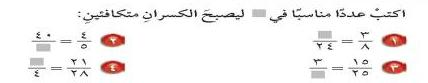 اكتبْ عددًا مناسبًا في ■ ليصبحَ الكسرانِ متكافئينِ:
١ ٣/٨ = ■/٢٤
٢ ٤/٥ = ٤٠/■
٣ ١٥/٢٥ = ٣/■
٤ ٢١/٢٨ = ■/٤